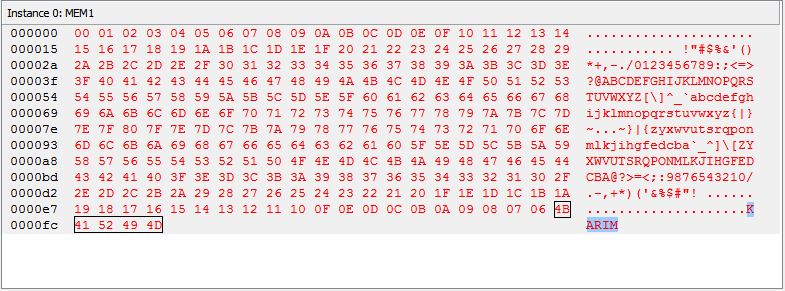 Instance 0: MEM1
000000 00 01 02 03 04 05 06 07 08 09 0A 0B 0C 0D 0E 0F 10 11 12 13 14 .....................
000015 15 16 17 18 19 1A 1B 1C 1D 1E 1F 20 21 22 23 24 25 26 27 28 29 ........... !"#$%&'()
00002a 2A 2B 2C 2D 2E 2F 30 31 32 33 34 35 36 37 38 39 3A 3B 3C 3D 3E *+,-./0123456789:;<=>
00003f 3F 40 41 42 43 44 45 46 47 48 49 4A 4B 4C 4D 4E 4F 50 51 52 53 ?@ABCDEFGHIJKLMNOPQRS
000054 54 55 56 57 58 59 5A 5B 5C 5D 5E 5F 60 61 62 63 64 65 66 67 68 TUVWXYZ[\]^_`abcdefgh
000069 69 6A 6B 6C 6D 6E 6F 70 71 72 73 74 75 76 77 78 79 7A 7B 7C 7D ijklmnopqrstuvwxyz{|}
00007e 7E 7F 80 7F 7E 7D 7C 7B 7A 79 78 77 76 75 74 73 72 71 70 6F 6E ~...~}|{zyxwvutsrqpon
000093 6D 6C 6B 6A 69 68 67 66 65 64 63 62 61 60 5F 5E 5D 5C 5B 5A 59 mlkjihgfedcba`_^]\[ZY
0000a8 58 57 56 55 54 53 52 51 50 4F 4E 4D 4C 4B 4A 49 48 47 46 45 44 XWVUTSRQPONMLKJIHGFED
0000bd 43 42 41 40 3F 3E 3D 3C 3B 3A 39 38 37 36 35 34 33 32 31 30 2F CBA@?>=<;:9876543210/
0000d2 2E 2D 2C 2B 2A 29 28 27 26 25 24 23 22 21 20 1F 1E 1D 1C 1B 1A .-,+*)('&%$#"! ......
0000e7 19 18 17 16 15 14 13 12 11 10 0F 0E 0D 0C 0B 0A 09 08 07 06 4B ....................K
0000fc 41 52 49 4D ARIM